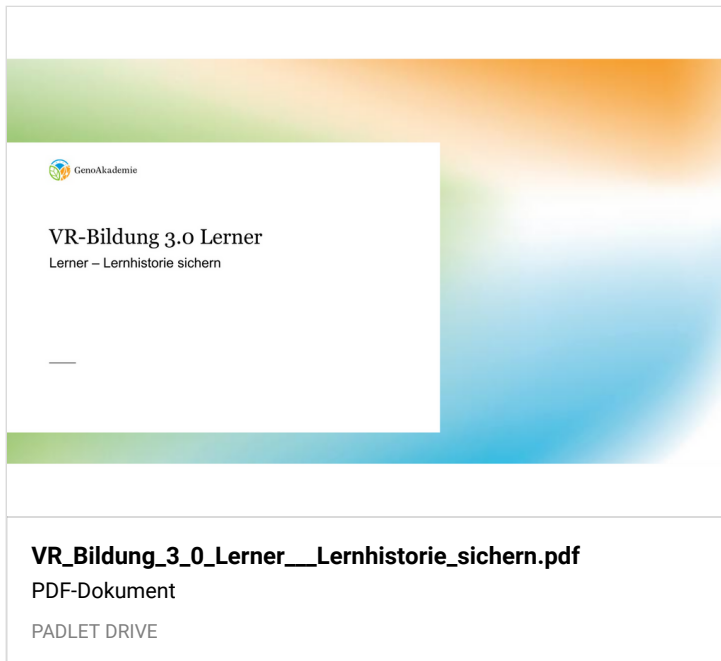 GenoAkademie
VR-Bildung 3.0 Lerner
Lerner – Lernhistorie sichern
VR_Bildung_3_0_Lerner___Lernhistorie_sichern.pdf
PDF-Dokument
PADLET DRIVE